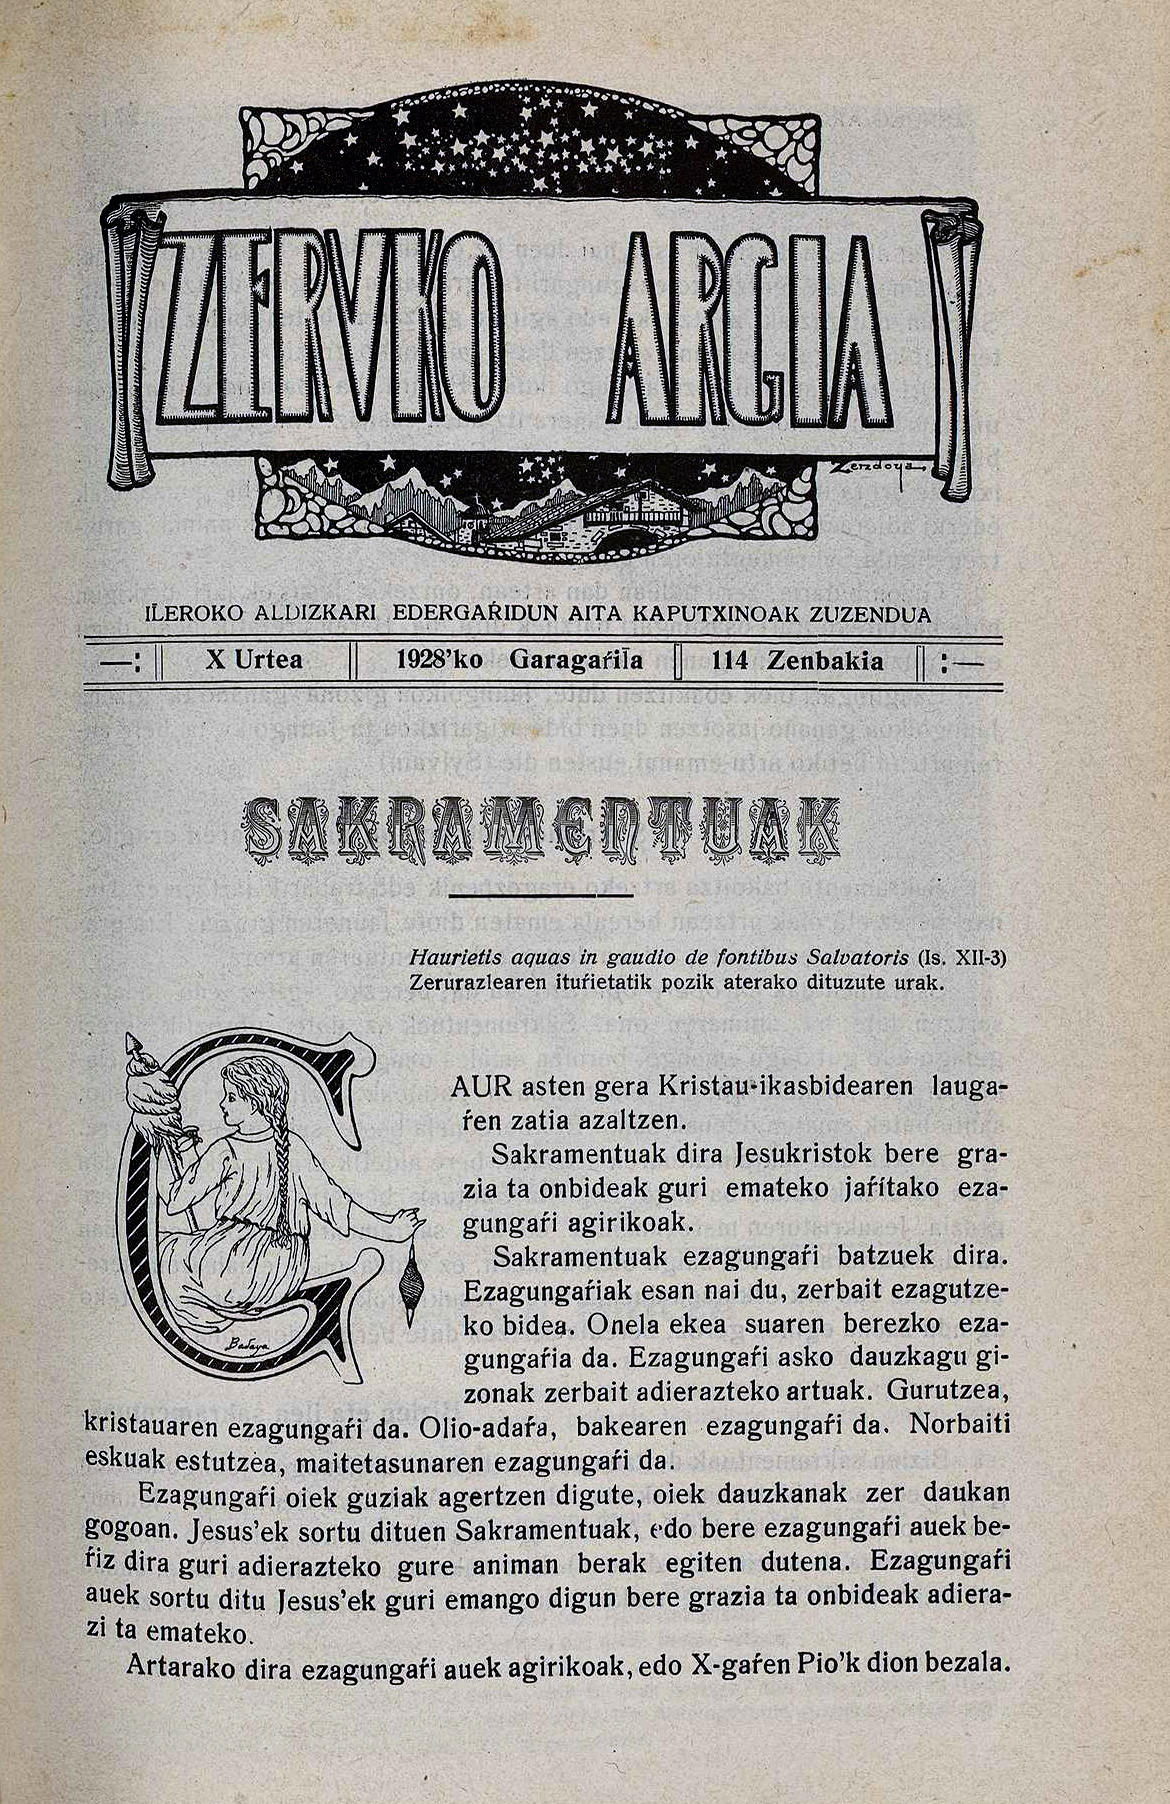 ZERVKO ARGIA
Zendoya
IĹEROKO ALDIZKARI EDERGAŔIDUN AITA KAPUTXINOAK ZUZENDUA
—: X Urtea 1928'ko Garagaŕiĺa 114 Zenbakia :—
SAKRAMENTUAK
Haurietis aquas in gaudio de fontibus Salvatoris (Is. XII-3)
Zerurazlearen ituŕietatik pozik aterako dituzute urak.
GAUR asten gera Kristau-ikasbidearen lauga-
ŕen zatia azaltzen.
Sakramentuak dira Jesukristok bere gra-
zia ta onbideak guri emateko jaŕitako eza-
gungaŕi agirikoak.
Sakramentuak ezagungaŕi batzuek dira.
Ezagungaŕiak esan nai du, zerbait ezagutze-
ko bidea. Onela ekea suaren berezko eza-
gungaŕia da. Ezagungaŕi asko dauzkagu gi-
zonak zerbait adierazteko artuak. Gurutzea,
Badaya
kristauaren ezagungaŕi da. Olio-adaŕa, bakearen ezagungaŕi da. Norbaiti
eskuak estutzea, maitetasunaren ezagungaŕi da.
Ezagungaŕi oiek guziak agertzen digute, oiek dauzkanak zer daukan
gogoan. Jesus'ek sortu dituen Sakramentuak, edo bere ezagungaŕi auek be-
ŕiz dira guri adierazteko gure animan berak egiten dutena. Ezagungaŕi
auek sortu ditu Jesus'ek guri emango digun bere grazia ta onbideak adiera-
zi ta emateko.
Artarako dira ezagungaŕi auek agirikoak, edo X-gaŕen Pio'k dion bezala.